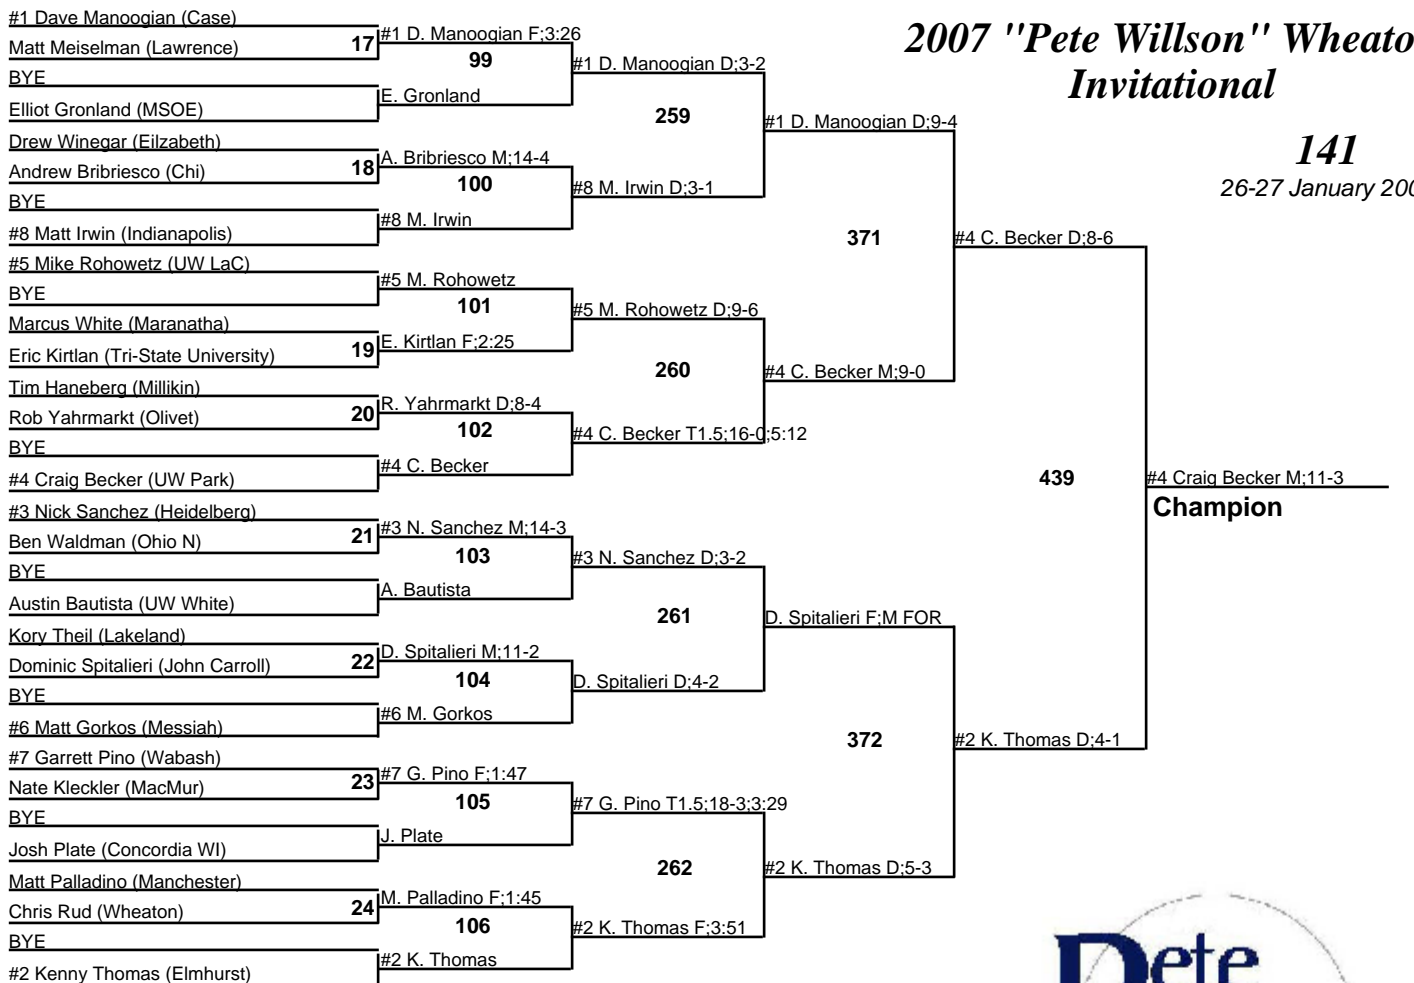 2007 "Pete Willson" Wheato
Invitational
141
26-27 January 200
#1 Dave Manoogian (Case)
Matt Meiselman (Lawrence)
BYE
Elliot Gronland (MSOE)
Drew Winegar (Eilzabeth)
Andrew Bribriesco (Chi)
BYE
#8 Matt Irwin (Indianapolis)
#5 Mike Rohowetz (UW LaC)
BYE
Marcus White (Maranatha)
Eric Kirtlan (Tri-State University)
Tim Haneberg (Millikin)
Rob Yahrmarkt (Olivet)
BYE
#4 Craig Becker (UW Park)
#3 Nick Sanchez (Heidelberg)
Ben Waldman (Ohio N)
BYE
Austin Bautista (UW White)
Kory Theil (Lakeland)
Dominic Spitalieri (John Carroll)
BYE
#6 Matt Gorkos (Messiah)
#7 Garrett Pino (Wabash)
Nate Kleckler (MacMur)
BYE
Josh Plate (Concordia WI)
Matt Palladino (Manchester)
Chris Rud (Wheaton)
BYE
#2 Kenny Thomas (Elmhurst)
17
18
19
20
21
22
23
24
#1 D. Manoogian F;3:26
99
E. Gronland
A. Bribriesco M;14-4
100
#8 M. Irwin
#5 M. Rohowetz
101
E. Kirtlan F;2:25
R. Yahrmarkt D;8-4
102
#4 C. Becker
#3 N. Sanchez M;14-3
103
A. Bautista
D. Spitalieri M;11-2
104
#6 M. Gorkos
#7 G. Pino F;1:47
105
J. Plate
M. Palladino F;1:45
106
#2 K. Thomas
#1 D. Manoogian D;3-2
259
#8 M. Irwin D;3-1
#5 M. Rohowetz D;9-6
260
#4 C. Becker T1.5;16-0;5:12
#3 N. Sanchez D;3-2
261
D. Spitalieri D;4-2
#7 G. Pino T1.5;18-3;3:29
262
#2 K. Thomas F;3:51
#1 D. Manoogian D;9-4
371
#4 C. Becker M;9-0
D. Spitalieri F;M FOR
372
#2 K. Thomas D;5-3
#4 C. Becker D;8-6
439
#2 K. Thomas D;4-1
#4 Craig Becker M;11-3
Champion
Pete